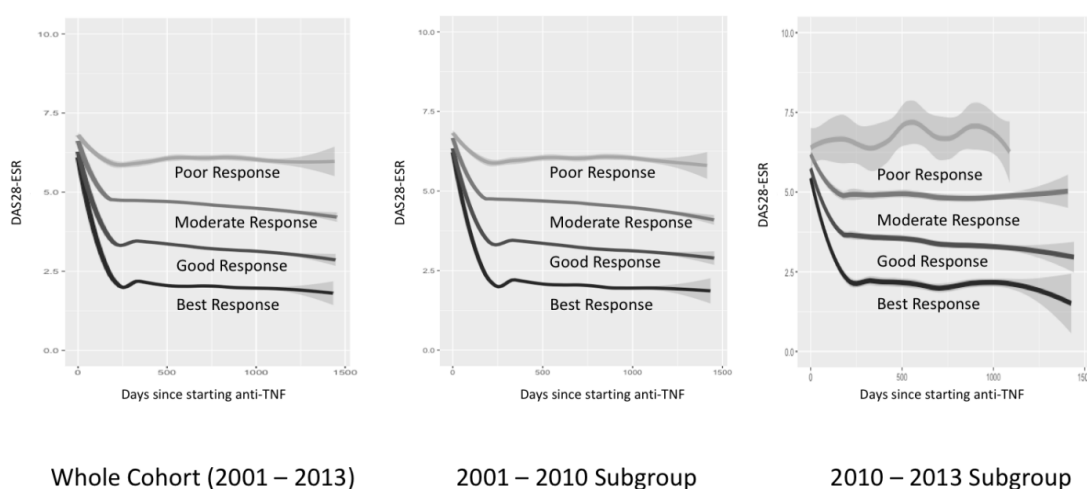 10.0
7.5
5.0
2.5
0.0
DAS28-ESR
Poor Response
Moderate Response
Good Response
Best Response
0 500 1000 1500
Days since starting anti-TNF
Whole Cohort (2001 – 2013)
10.0
7.5
5.0
2.5
0.0
DAS28-ESR
Poor Response
Moderate Response
Good Response
Best Response
0 500 1000 1500
Days since starting anti-TNF
2001 – 2010 Subgroup
10.0
7.5
5.0
2.5
0.0
DAS28-ESR
Poor Response
Moderate Response
Good Response
Best Response
0 500 1000
Days since starting anti-TNF
2010 – 2013 Subgroup